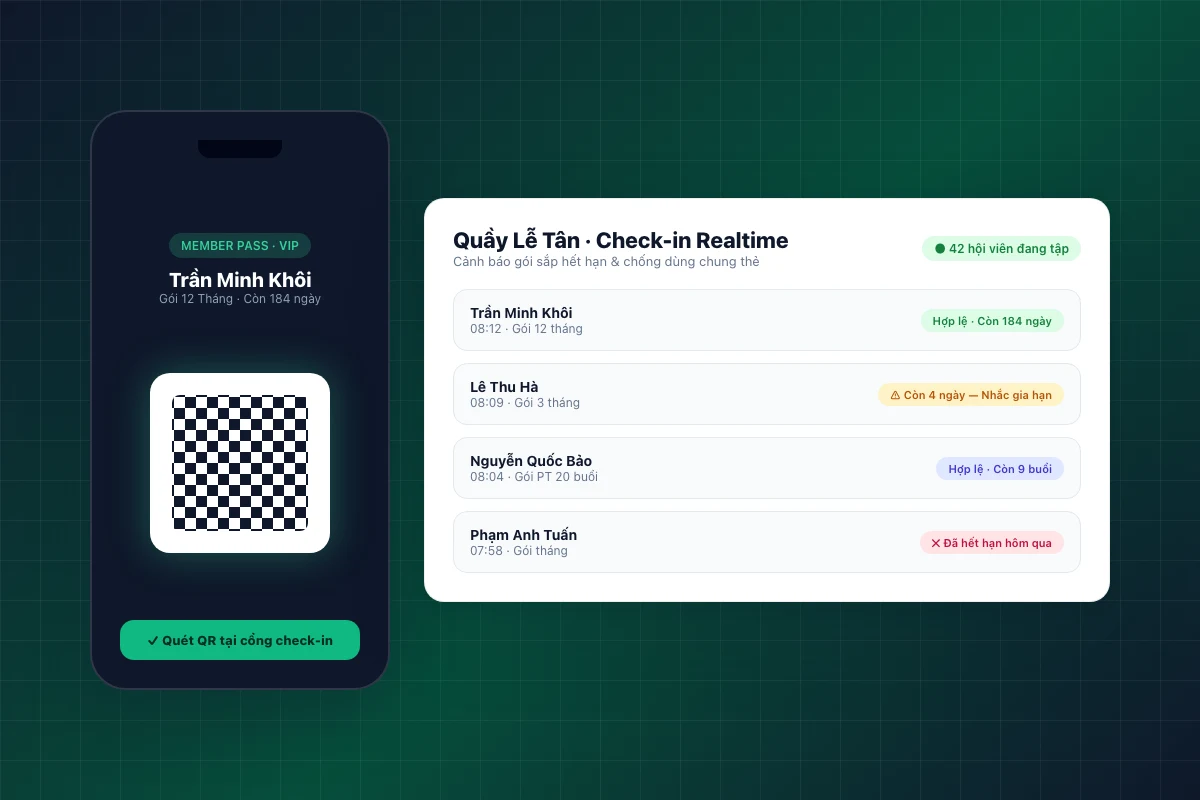 MEMBER PASS · VIP
Trần Minh Khôi
Gói 12 Tháng · Còn 184 ngày
✓ Quét QR tại cổng check-in
Quầy Lễ Tân · Check-in Realtime
Cảnh báo gói sắp hết hạn & chống dùng chung thẻ
● 42 hội viên đang tập
Trần Minh Khôi
08:12 · Gói 12 tháng
Hợp lệ · Còn 184 ngày
Lê Thu Hà
08:09 · Gói 3 tháng
⚠ Còn 4 ngày — Nhắc gia hạn
Nguyễn Quốc Bảo
08:04 · Gói PT 20 buổi
Hợp lệ · Còn 9 buổi
Phạm Anh Tuấn
07:58 · Gói tháng
✕ Đã hết hạn hôm qua